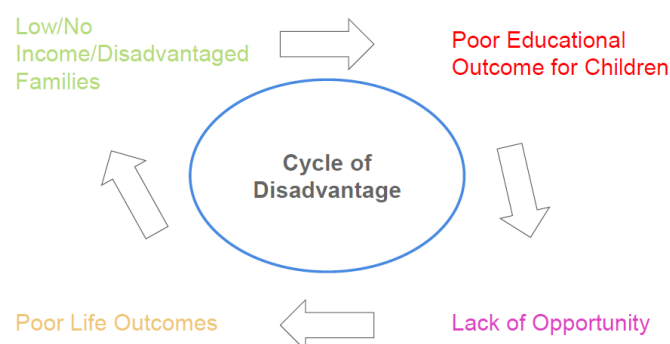 Low/No
Income/Disadvantaged
Families
Poor Educational
Outcome for Children
Cycle of
Disadvantage
Poor Life Outcomes
Lack of Opportunity